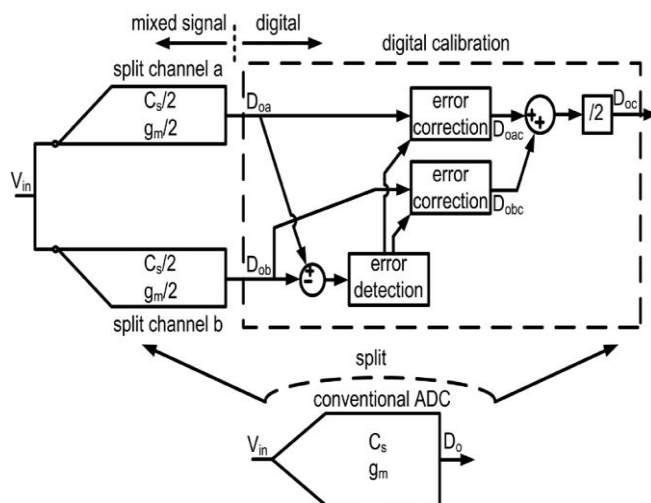 mixed signal
digital
digital calibration
split channel a
Cs/2
gm/2
Doa
error
correction
Doac
+
+
/2
Doc
Vin
error
correction
Dobc
Cs/2
gm/2
Dob
+
-
error
detection
split channel b
split
conventional ADC
Vin
Cs
gm
Do